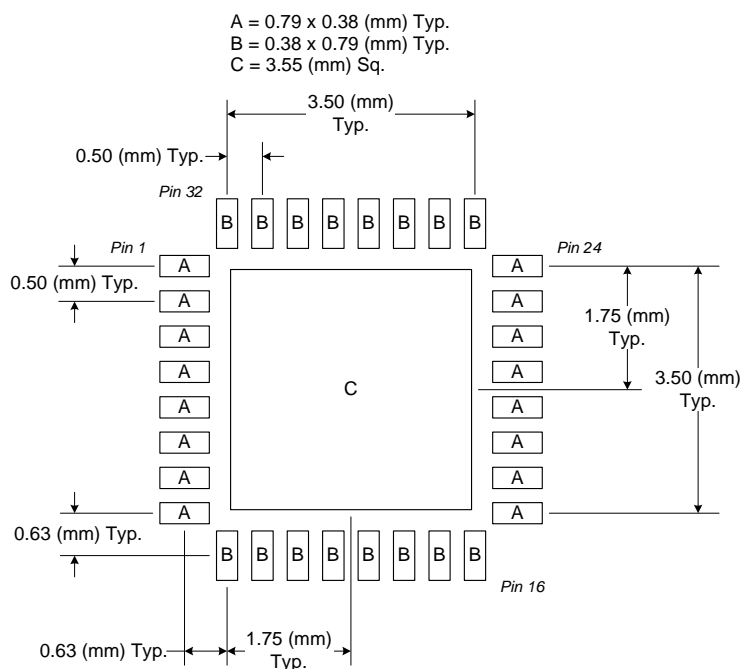 A = 0.79 x 0.38 (mm) Typ.
B = 0.38 x 0.79 (mm) Typ.
C = 3.55 (mm) Sq.
3.50 (mm)
Typ.
0.50 (mm) Typ.
Pin 32
B B B B B B B B
Pin 1
Pin 24
A
A
0.50 (mm) Typ.
A
A
1.75 (mm)
Typ.
A
A
3.50 (mm)
Typ.
A
A
C
A
A
A
A
A
A
0.63 (mm) Typ.
A
A
B B B B B B B B
Pin 16
0.63 (mm) Typ.
1.75 (mm)
Typ.